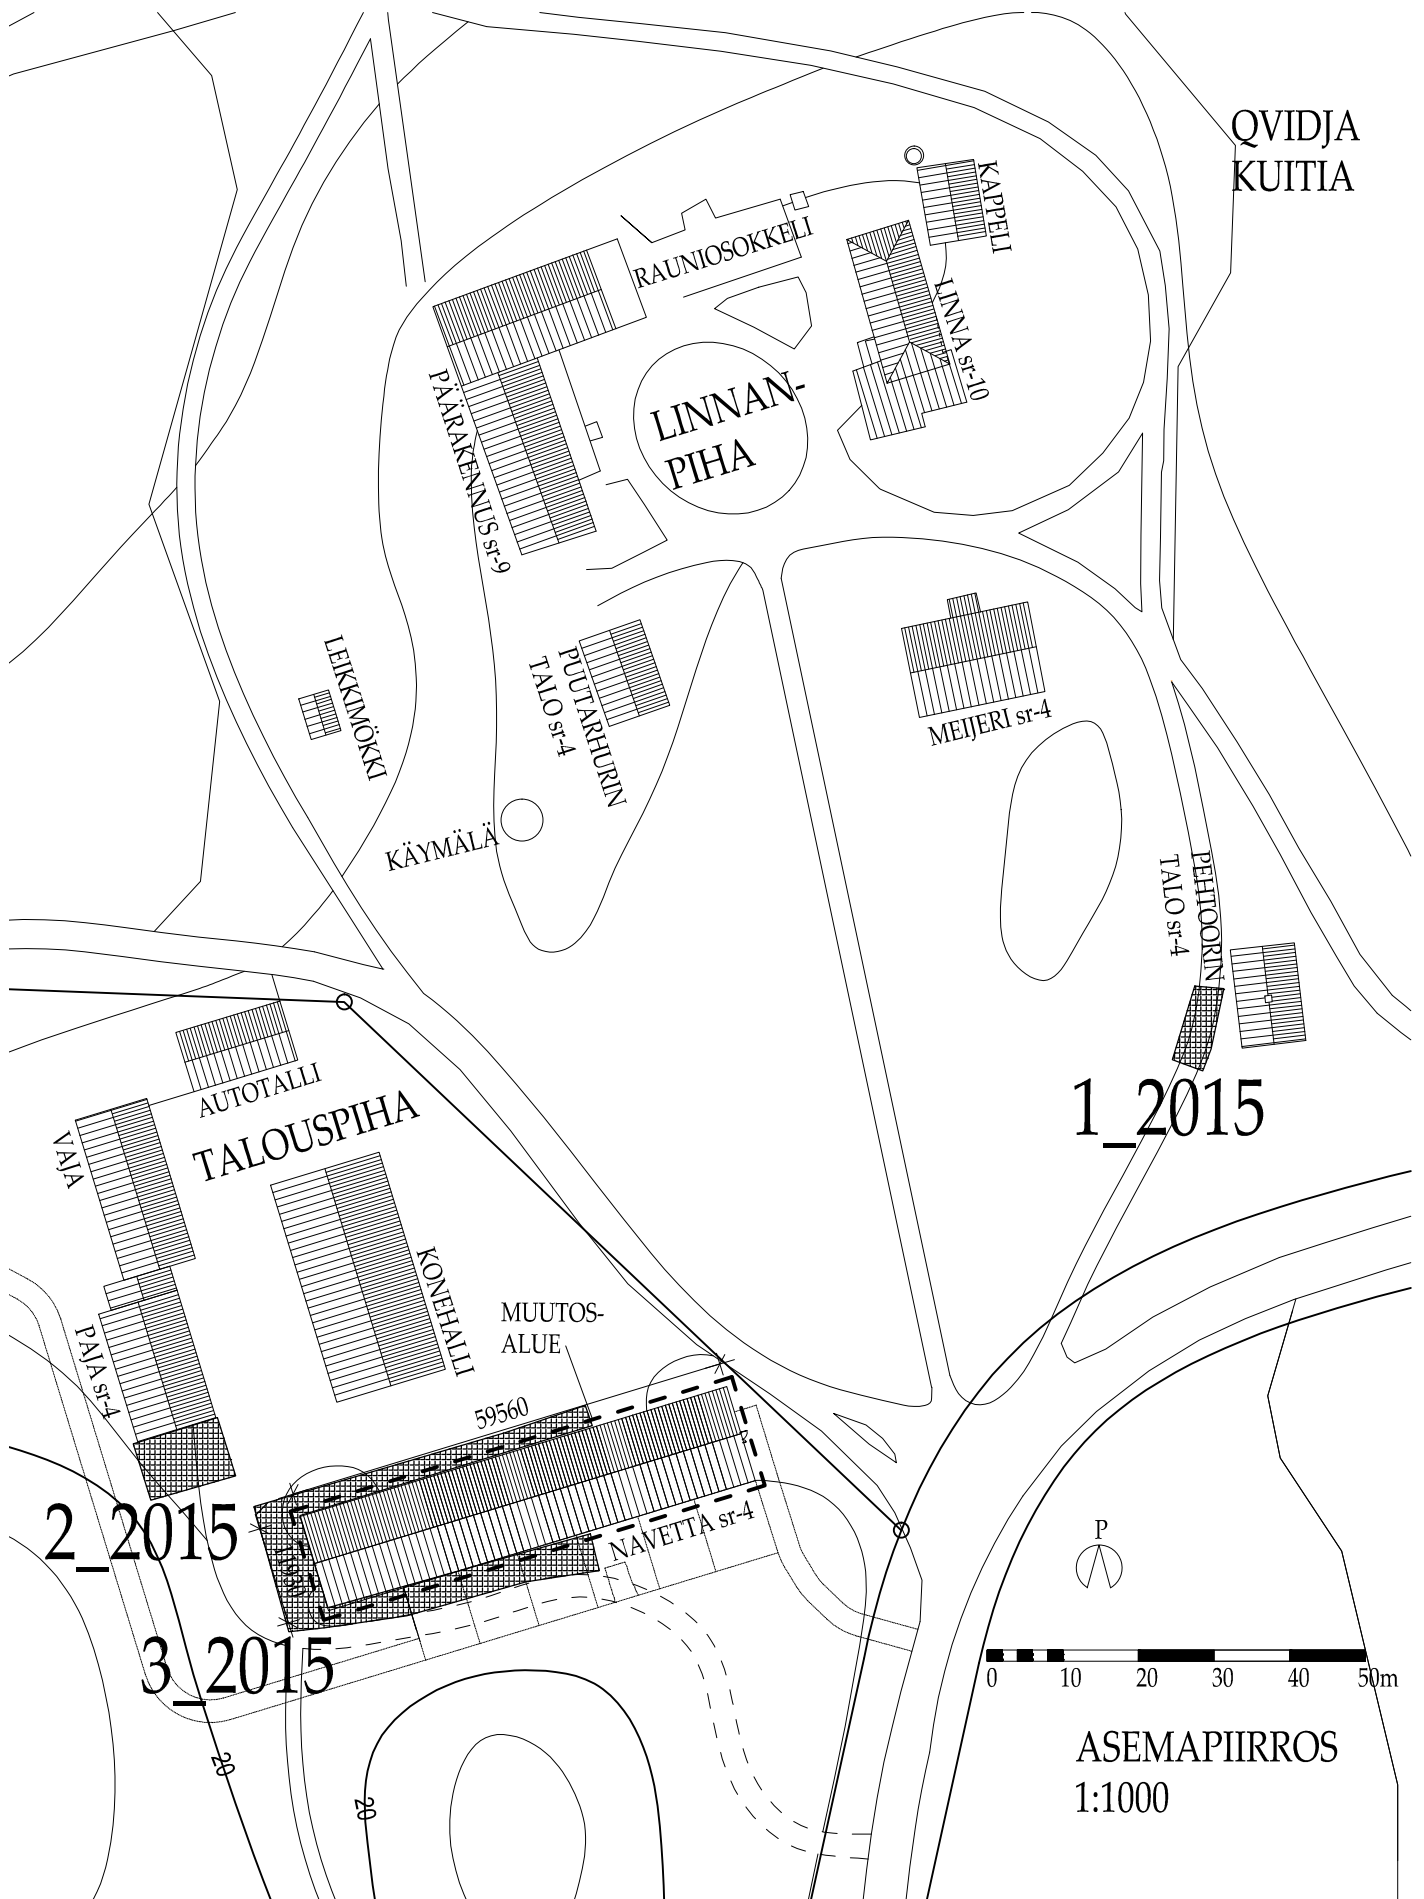 QVIDJA
KUITIA
KAPPELI
RAUNIOSOKKELI
LINNA sr-10
LINNAN-
PIHA
PÄÄRAKENNUS sr-9
LEIKKIMÖKKI
PUUTARHURIN
TALO sr-4
MEIJERI sr-4
KÄYMÄLÄ
PEHTOORIN
TALO sr-4
1_2015
AUTOTALLI
TALOUSPIHA
VAJA
KONEHALLI
MUUTOS-
ALUE
PAJA sr-4
59560
NAVETTA sr-4
2_2015
3_2015
P
0 10 20 30 40 50m
20
20
ASEMAPIIRROS
1:1000